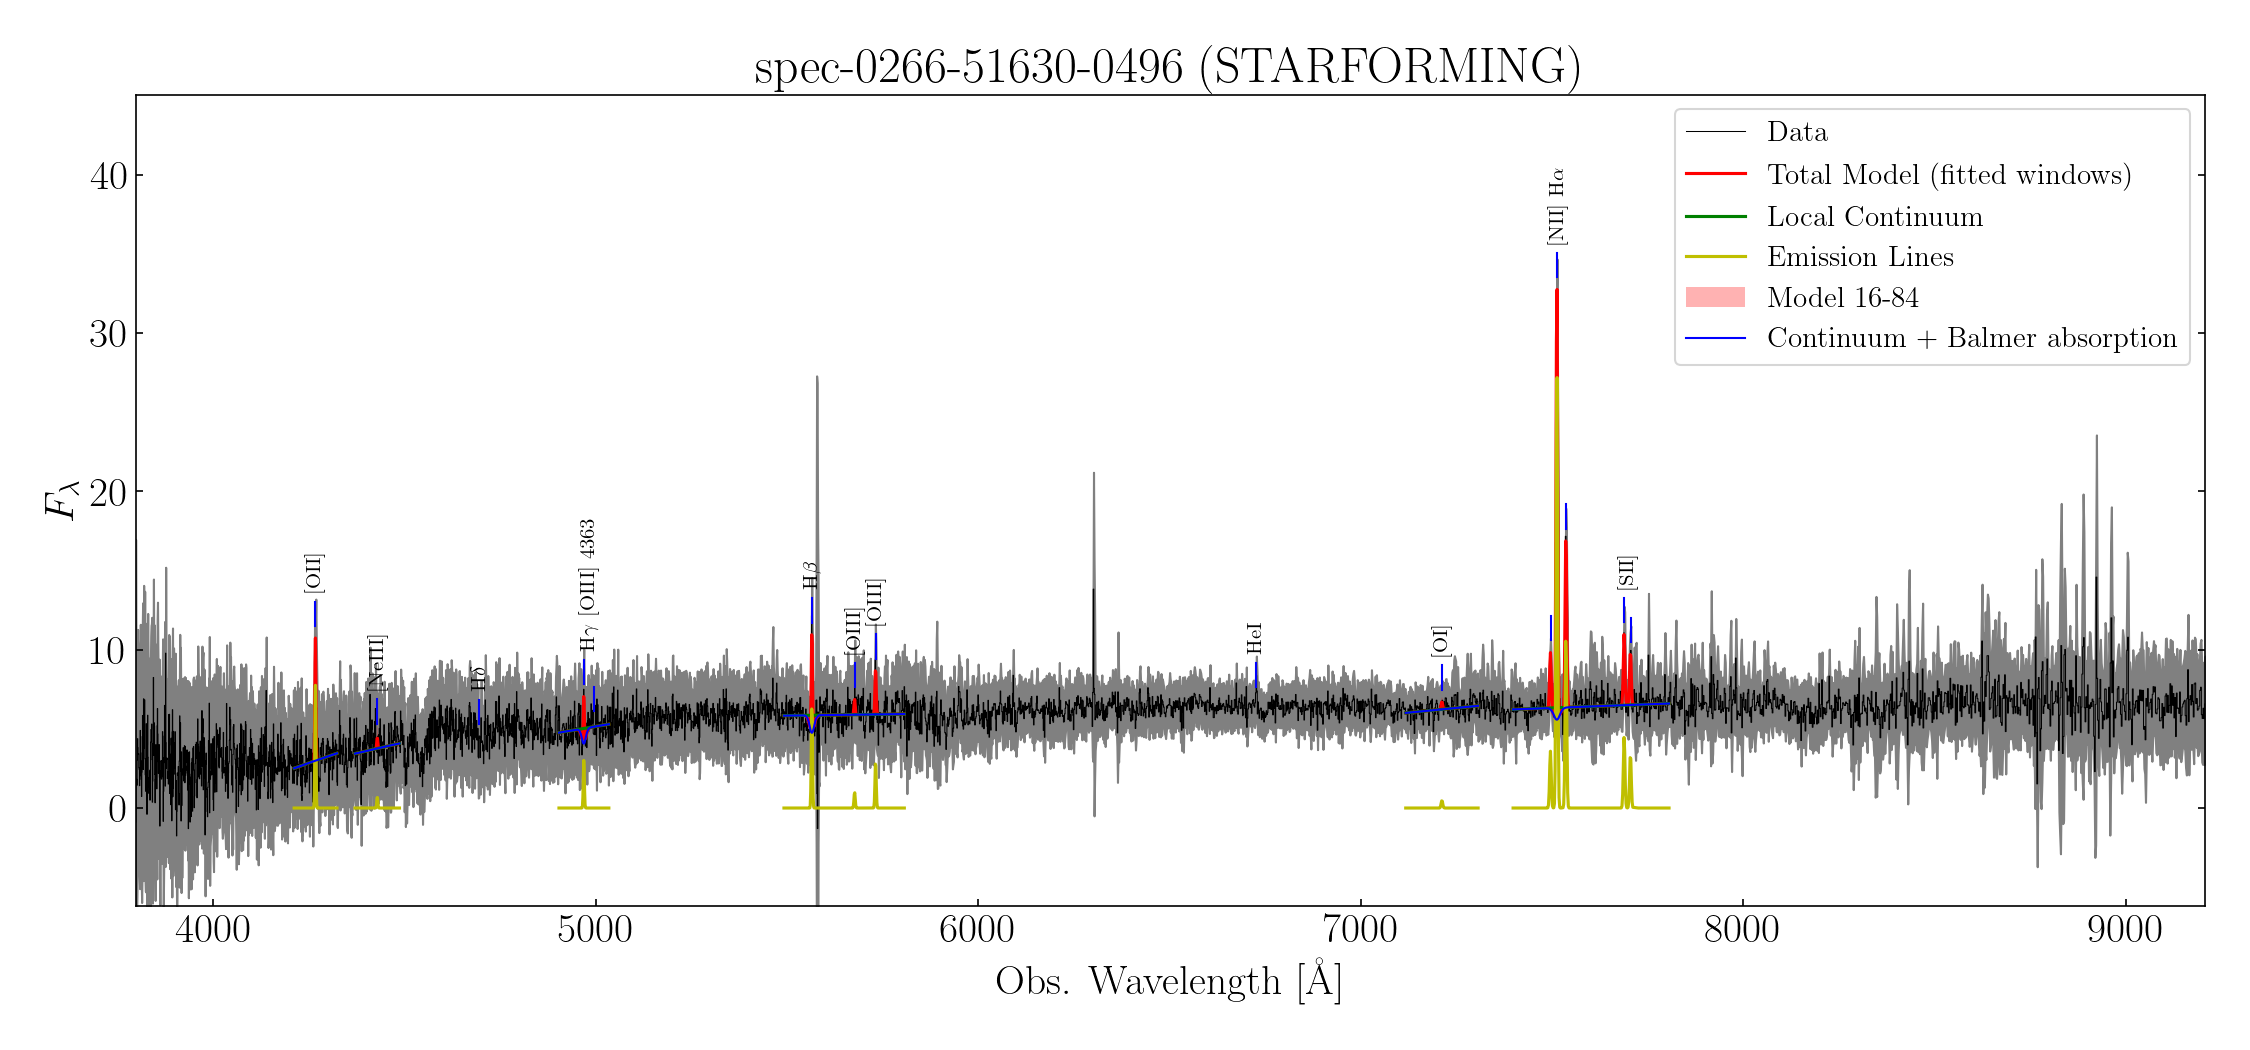 spec-0266-51630-0496 (STARFORMING)
Data
Total Model (fitted windows)
Local Continuum
Emission Lines
Model 16-84
Continuum + Balmer absorption
[NII] Hα
[OII]
[NeIII]
Hδ
Hγ [OIII] 4363
Hβ
[OIII]
[OIII]
HeI
[OI]
[SII]
40
30
20
10
0
Fλ
4000 5000 6000 7000 8000 9000
Obs. Wavelength [Å]